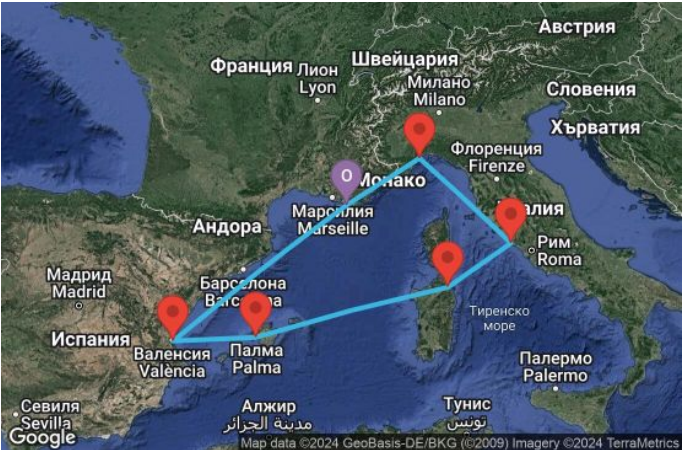 Австрия
Швейцария
Франция
Лион
Lyon
Милано
Milano
Словения
Хърватия
Флоренция
Firenze
O
Монако
Марсилия
Marseille
Андора
Рим
Roma
Мадрид
Madrid
Барселона
Тиренско
море
Испания
Валенсия
València
Палма
Palma
Палермо
Palermo
Севиля
Sevilla
Алжир
مدينة الجزائر
Тунис
تونس
Google
Map data ©2024 GeoBasis-DE/BKG (©2009) Imagery ©2024 TerraMetrics